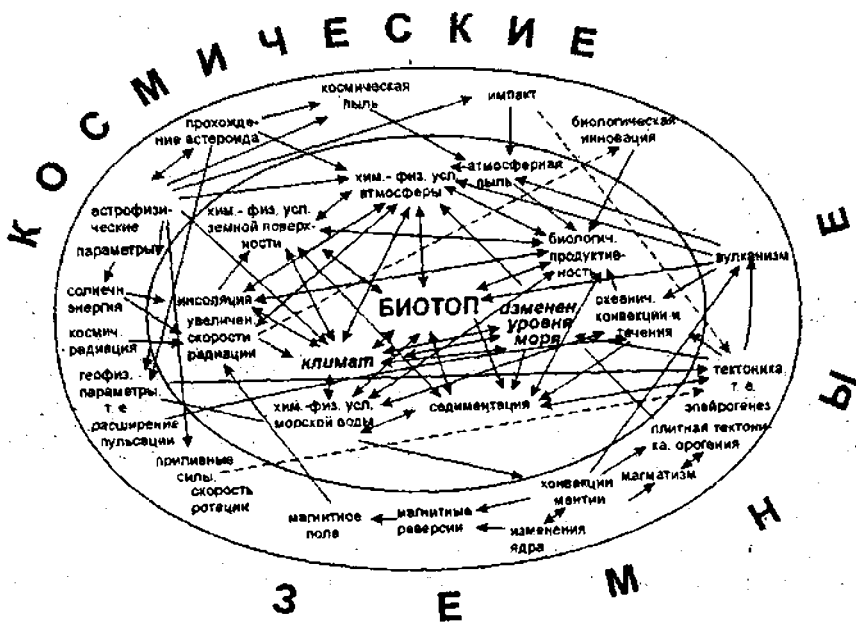 КОСМИЧЕСКИЕ
космическая
пыль
импакт
прохожде-
ние астероида
биологическая
инновация
хим.- физ. усл.
атмосферы
атмосферная
пыль
астрофизи-
ческие
параметры
хим.- физ. усл.
земной поверх-
ности
биологич.
продуктив-
ность
вулканизм
солнечн.
энергия
инсоляция
увеличен.
скорости
радиации
БИОТОП
изменен.
уровня
моря
океанич.
конвекции и
течения
космич.
радиация
климат
геофиз.
параметры.
т. е
расширение
пульсации
хим.-физ. усл.
морской воды
седиментация
тектоника.
т. е.
эпейрогенез
плитная тектони-
ка. орогения
приливные
силы.
скорость
ротации
магматизм
конвекции
мантии
магнитное
поле
магнитные
реверсии
изменения
ядра
ЗЕМНЫЕ